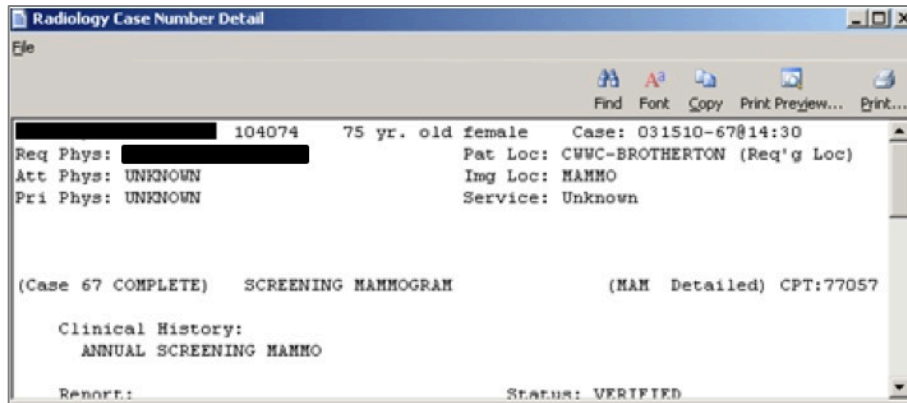 Radiology Case Number Detail
File
Find Font Copy Print Preview... Print...
104074 75 yr. old female Case: 031510-67@14:30
Req Phys: Pat Loc: CWWC-BROTHERTON (Req'g Loc)
Att Phys: UNKNOWN Img Loc: MAMMO
Pri Phys: UNKNOWN Service: Unknown
(Case 67 COMPLETE) SCREENING MAMMOGRAM (MAM Detailed) CPT:77057
Clinical History:
ANNUAL SCREENING MAMMO
Report: Status: VERIFIED